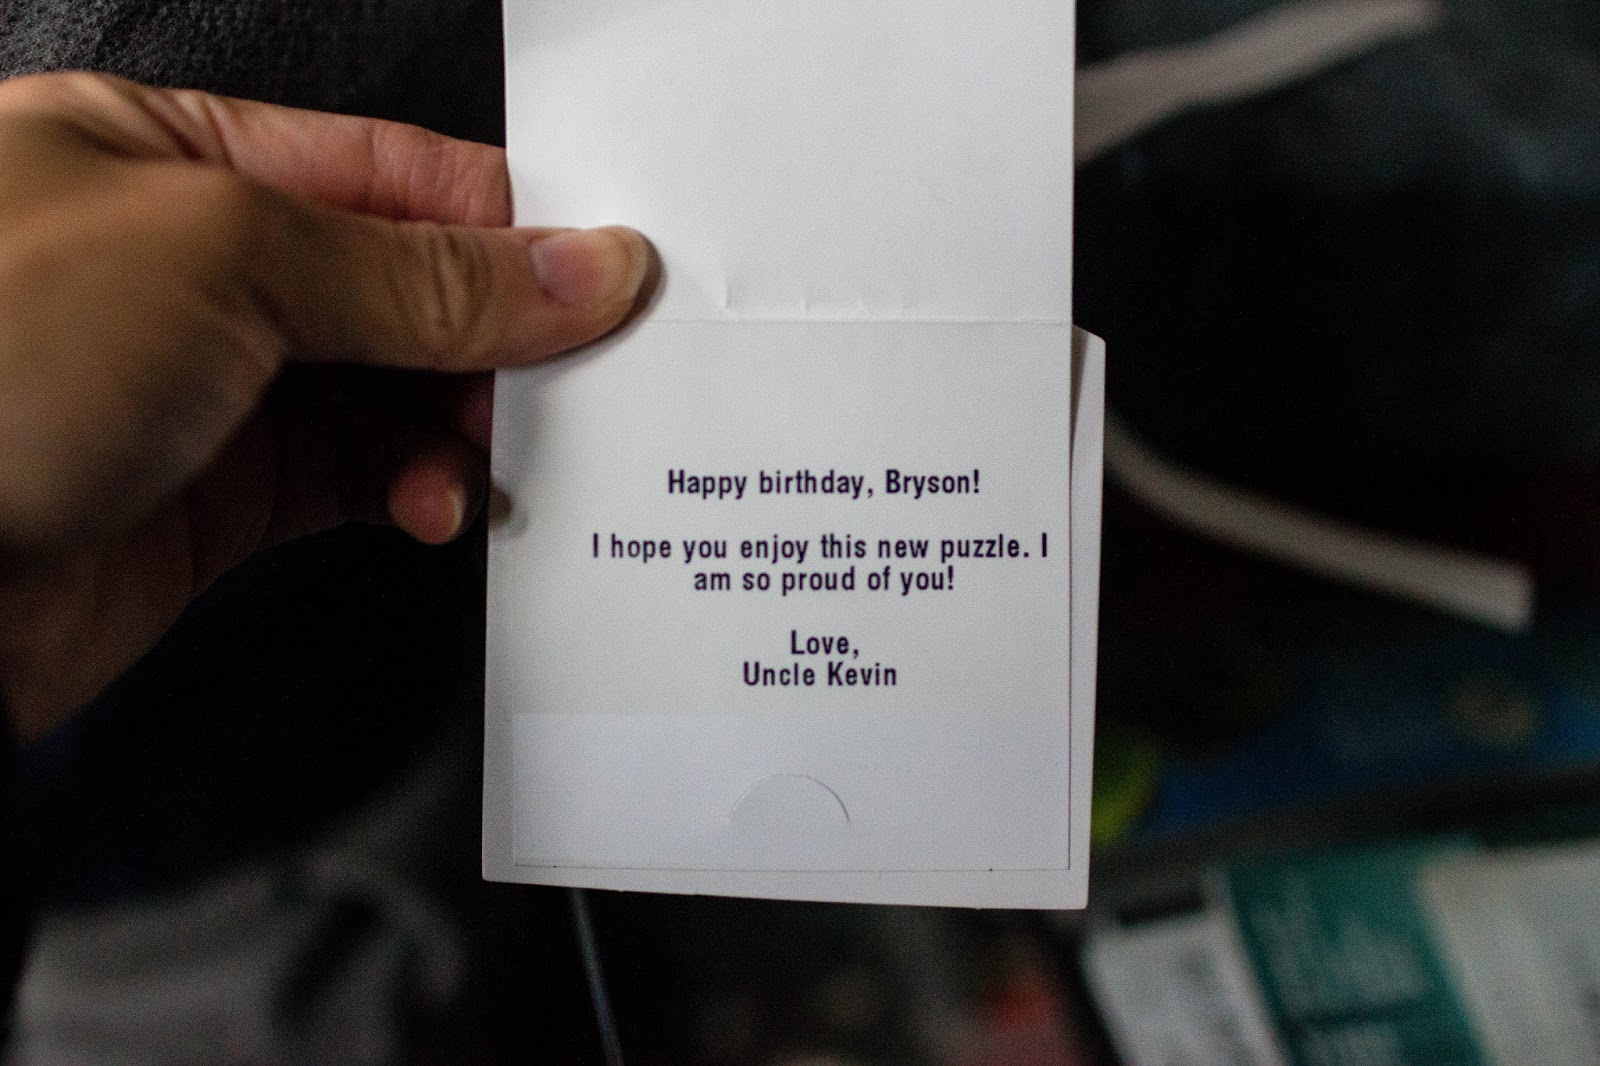 Happy birthday, Bryson!
I hope you enjoy this new puzzle. I
am so proud of you!
Love,
Uncle Kevin